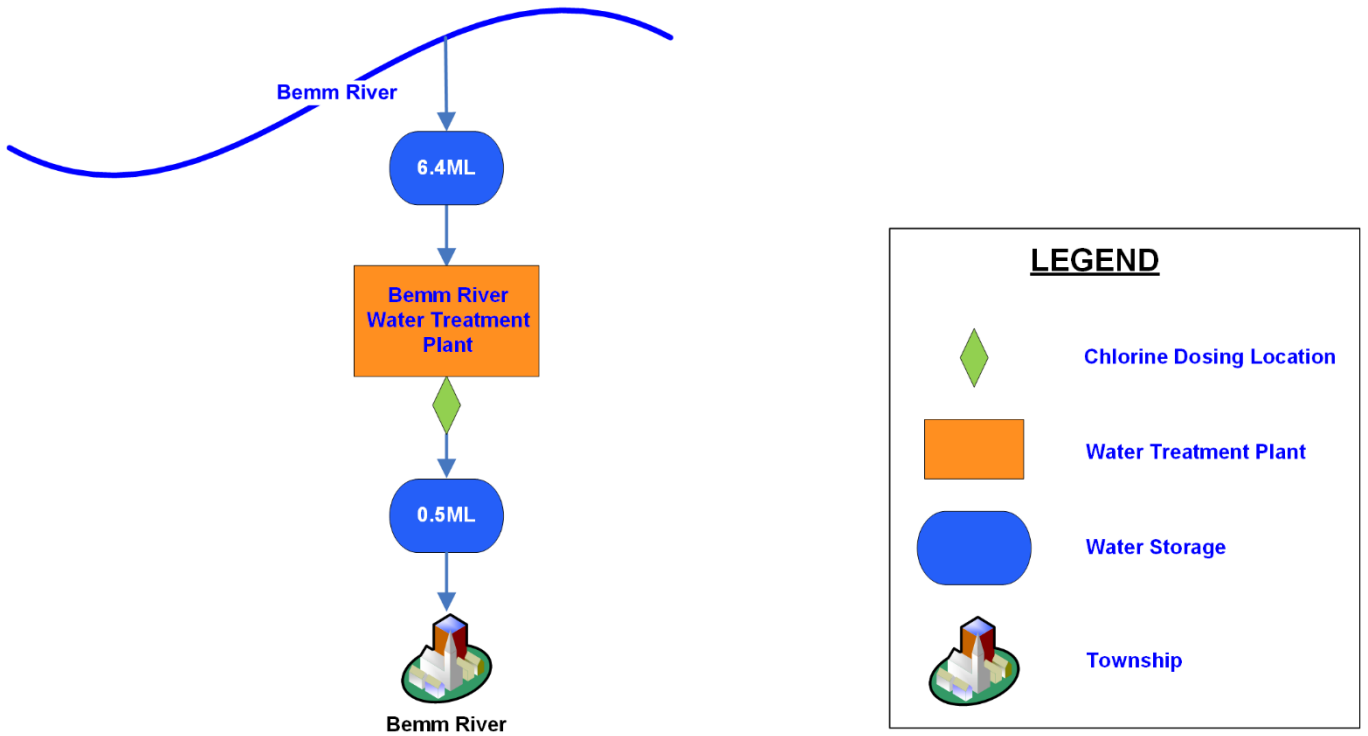 Bemm River
6.4ML
Bemm River
Water Treatment
Plant
0.5ML
Bemm River
LEGEND
Chlorine Dosing Location
Water Treatment Plant
Water Storage
Township